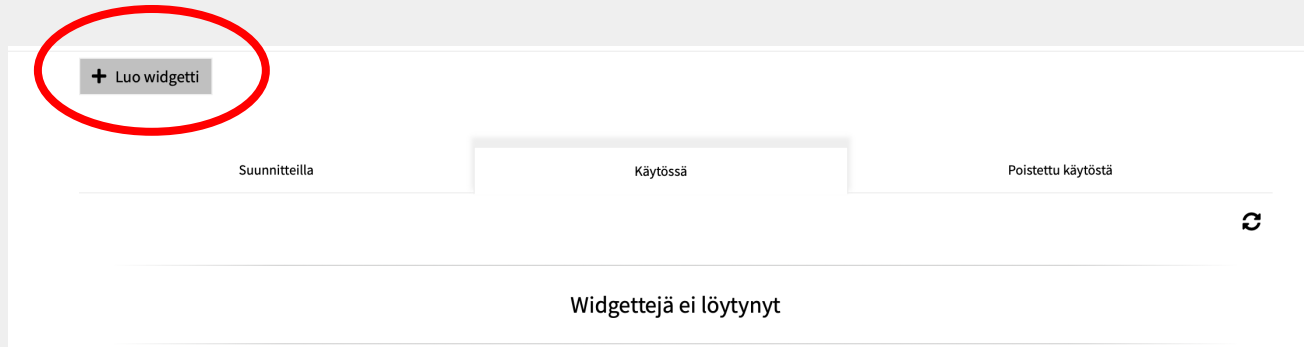 Luo widgetti
Suunnitteilla
Käytössä
Poistettu käytöstä
Widgettejä ei löytynyt